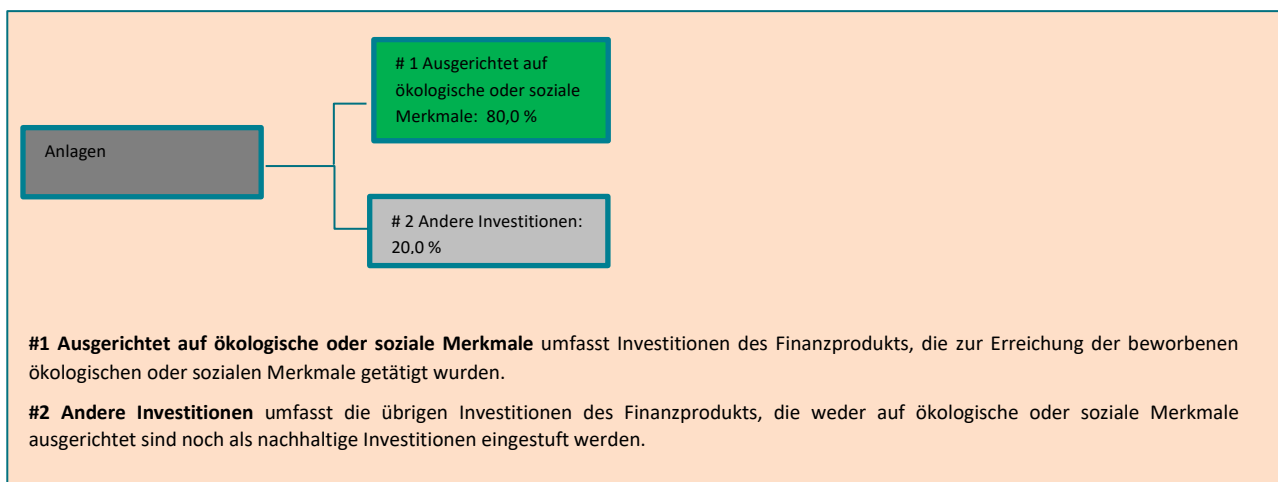 # 1 Ausgerichtet auf
ökologische oder soziale
Merkmale: 80,0 %
Anlagen
# 2 Andere Investitionen:
20,0 %
#1 Ausgerichtet auf ökologische oder soziale Merkmale umfasst Investitionen des Finanzprodukts, die zur Erreichung der beworbenen
ökologischen oder sozialen Merkmale getätigt wurden.
#2 Andere Investitionen umfasst die übrigen Investitionen des Finanzprodukts, die weder auf ökologische oder soziale Merkmale
ausgerichtet sind noch als nachhaltige Investitionen eingestuft werden.